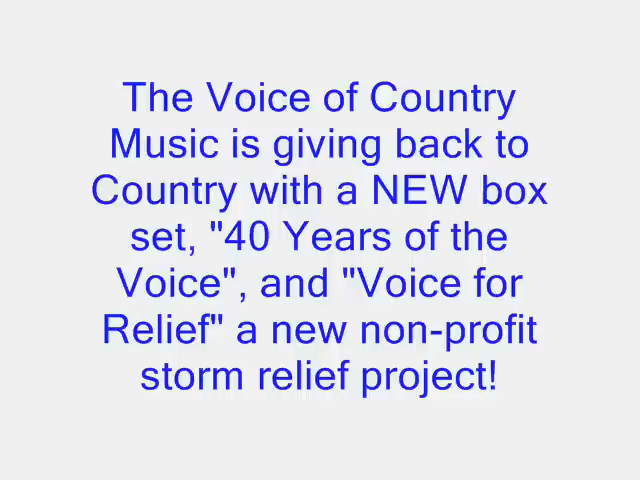 The Voice of Country
Music is giving back to
Country with a NEW box
set, "40 Years of the
Voice", and "Voice for
Relief" a new non-profit
storm relief project!